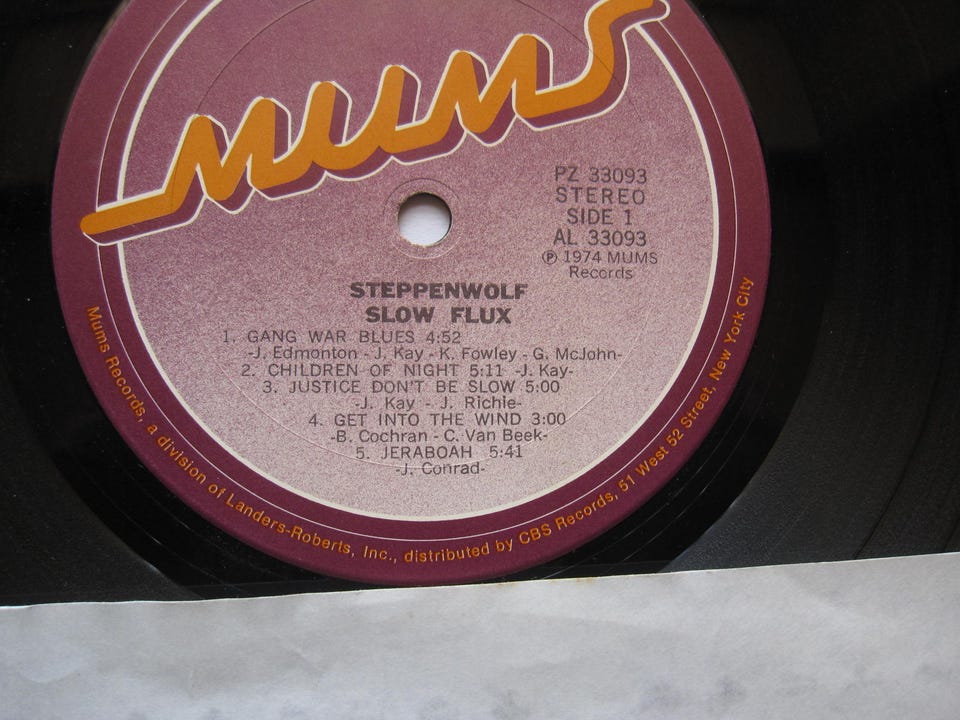 MUMS
PZ 33093
STEREO
SIDE 1
AL 33093
Ⓟ 1974 MUMS
Records
STEPPENWOLF
SLOW FLUX
1. GANG WAR BLUES 4:52
-J. Edmonton - J. Kay - K. Fowley - G. McJohn-
2. CHILDREN OF NIGHT 5:11 -J. Kay-
3. JUSTICE DON'T BE SLOW 5:00
-J. Kay - J. Richie-
4. GET INTO THE WIND 3:00
-B. Cochran - C. Van Beek-
5. JERABOAH 5:41
-J. Conrad-
Mums Records, a division of Landers-Roberts, Inc., distributed by CBS Records, 51 West 52 Street, New York City